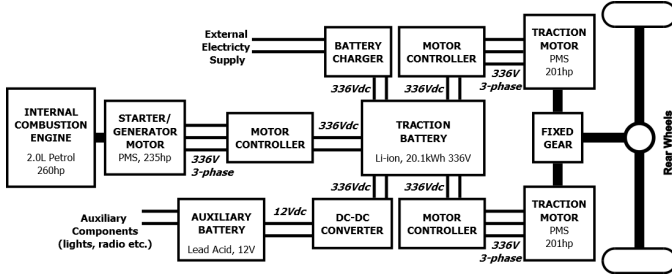 External
Electricty
Supply
BATTERY
CHARGER
MOTOR
CONTROLLER
TRACTION
MOTOR
PMS
201hp
336V
3-phase
336Vdc
336Vdc
INTERNAL
COMBUSTION
ENGINE
2.0L Petrol
260hp
STARTER/
GENERATOR
MOTOR
PMS, 235hp
336V
3-phase
MOTOR
CONTROLLER
336Vdc
TRACTION
BATTERY
Li-ion, 20.1kWh 336V
FIXED
GEAR
Rear Wheels
336Vdc
336Vdc
Auxiliary
Components
(lights, radio etc.)
AUXILIARY
BATTERY
Lead Acid, 12V
12Vdc
DC-DC
CONVERTER
MOTOR
CONTROLLER
336V
3-phase
TRACTION
MOTOR
PMS
201hp